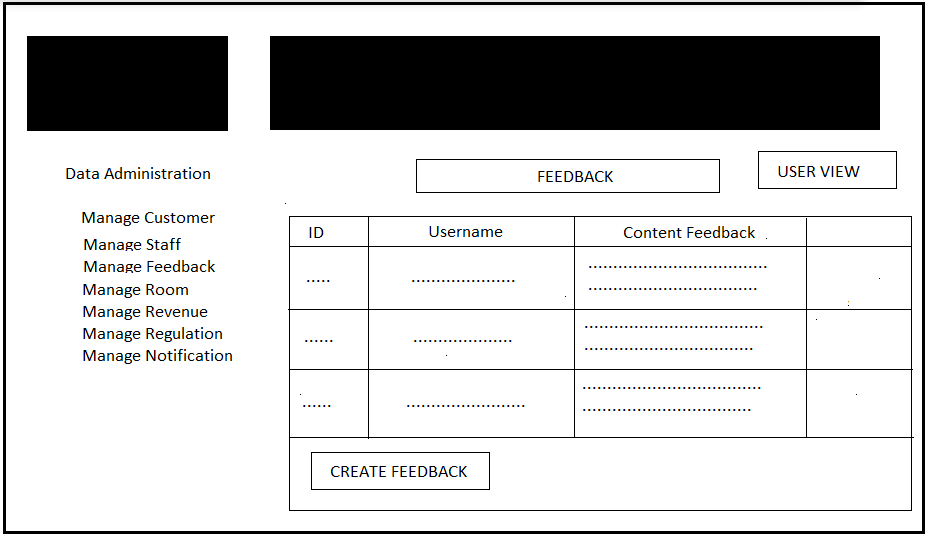 Data Administration
Manage Customer
Manage Staff
Manage Feedback
Manage Room
Manage Revenue
Manage Regulation
Manage Notification
FEEDBACK
USER VIEW
ID Username Content Feedback
..... ..................... ....................................
..................................
...... .................... ....................................
..................................
...... ........................ ....................................
..................................
CREATE FEEDBACK